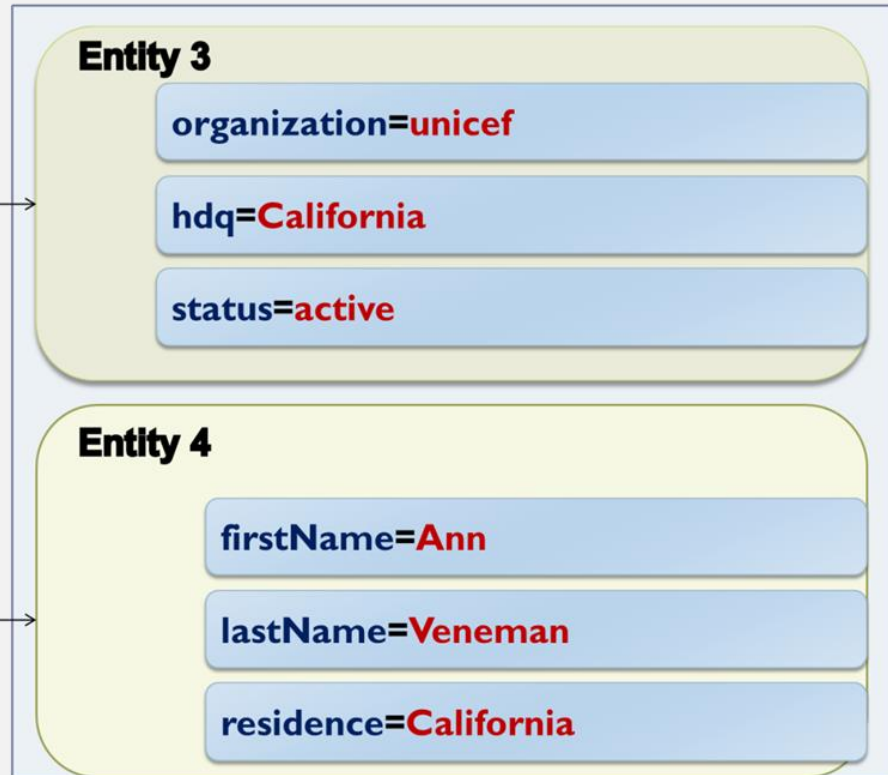 Entity 3
organization=unicef
hdq=California
status=active
Entity 4
firstName=Ann
lastName=Veneman
residence=California